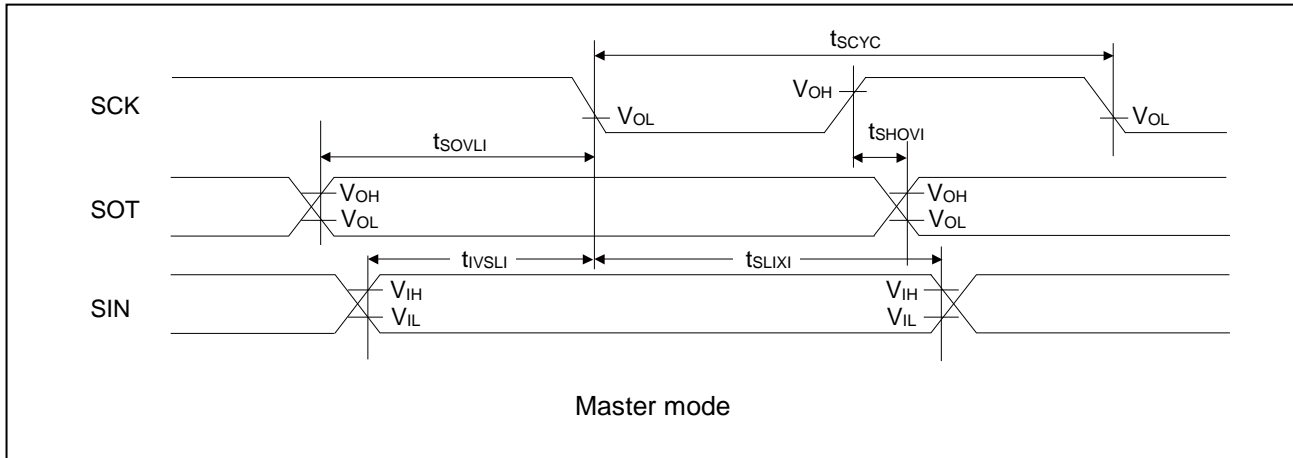 tSCYC
SCK
VOH
VOL
VOL
tSOVLI
tSHOVI
SOT
VOH
VOL
VOH
VOL
tIVSLI
tSLIXI
SIN
VIH
VIL
VIH
VIL
Master mode